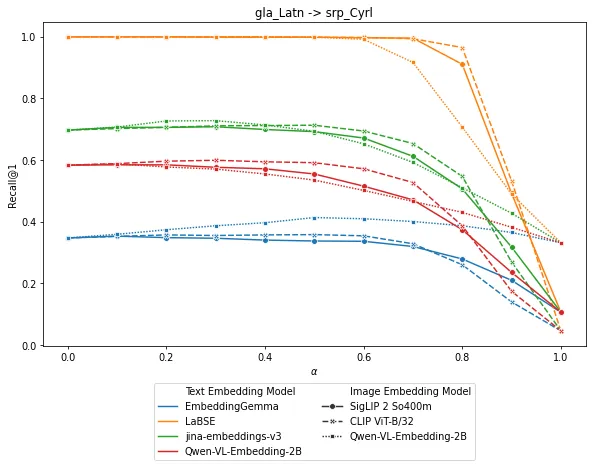 gla_Latn -> srp_Cyrl
Recall@1
1.0
0.8
0.6
0.4
0.2
0.0
0.0 0.2 0.4 0.6 0.8 1.0
α
Text Embedding Model Image Embedding Model
EmbeddingGemma SigLIP 2 So400m
LaBSE CLIP ViT-B/32
jina-embeddings-v3 Qwen-VL-Embedding-2B
Qwen-VL-Embedding-2B